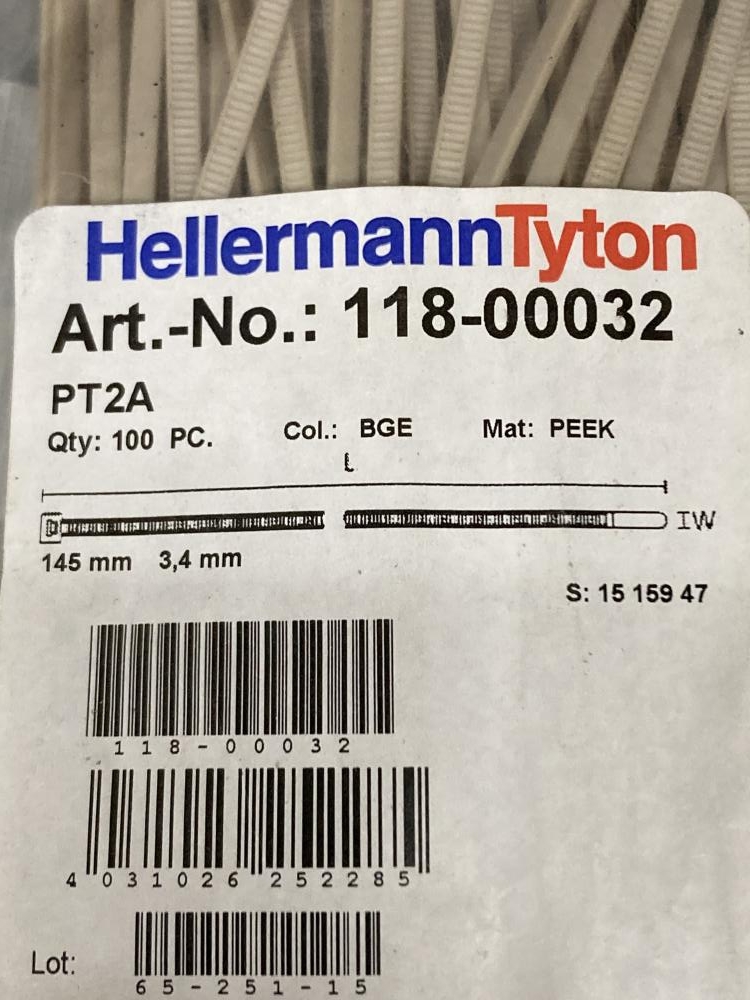 HellermannTyton
Art.-No.: 118-00032
PT2A
Qty: 100 PC. Col.: BGE Mat: PEEK
L
IW
145 mm 3,4 mm
S: 15 159 47
118-00032
4 031026 252285
Lot:
65-251-15